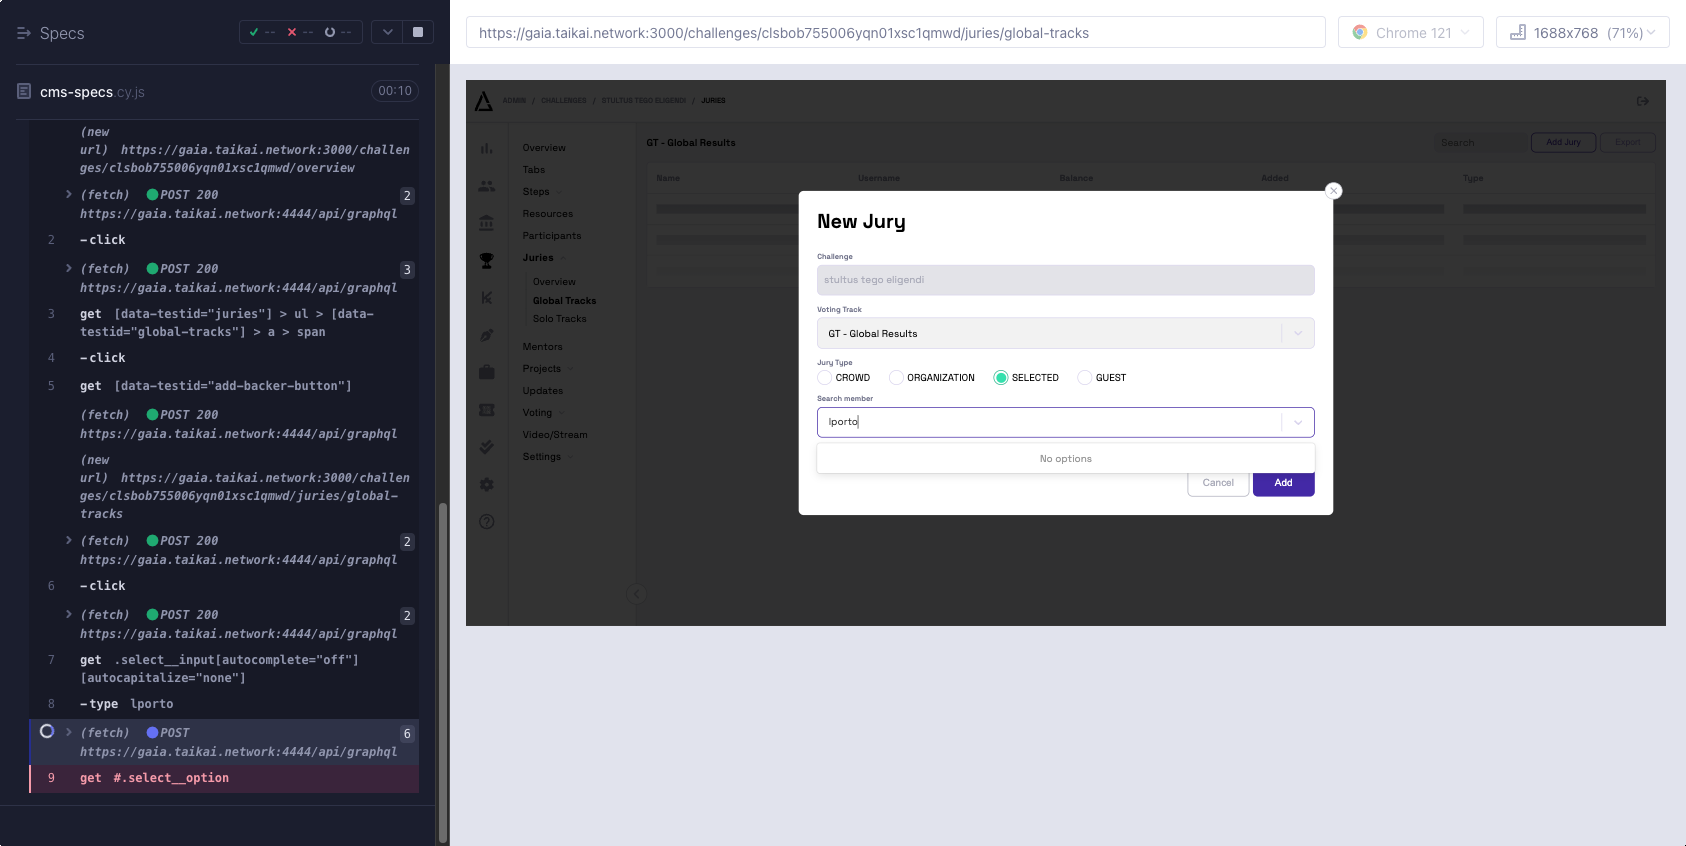 Specs
-- -- --
cms-specs.cy.js 00:10
(new
url) https://gaia.taikai.network:3000/challen
ges/clsbob755006yqn01xsc1qmwd/overview
(fetch) POST 200 2
https://gaia.taikai.network:4444/api/graphql
2 -click
(fetch) POST 200 3
https://gaia.taikai.network:4444/api/graphql
3 get [data-testid="juries"] > ul > [data-
testid="global-tracks"] > a > span
4 -click
5 get [data-testid="add-backer-button"]
(fetch) POST 200
https://gaia.taikai.network:4444/api/graphql
(new
url) https://gaia.taikai.network:3000/challen
ges/clsbob755006yqn01xsc1qmwd/juries/global-
tracks
(fetch) POST 200 2
https://gaia.taikai.network:4444/api/graphql
6 -click
(fetch) POST 200 2
https://gaia.taikai.network:4444/api/graphql
7 get .select__input[autocomplete="off"]
[autocapitalize="none"]
8 -type lporto
(fetch) POST 6
https://gaia.taikai.network:4444/api/graphql
9 get #.select__option
https://gaia.taikai.network:3000/challenges/clsbob755006yqn01xsc1qmwd/juries/global-tracks
Chrome 121
1688x768 (71%)
ADMIN / CHALLENGES / STULTUS TEGO ELIGENDI / JURIES
Overview
Tabs
Steps
Resources
Participants
Juries
Overview
Global Tracks
Solo Tracks
Mentors
Projects
Updates
Voting
Video/Stream
Settings
GT - Global Results
Search
Add Jury
Export
Name Username Balance Added Type
New Jury
Challenge
stultus tego eligendi
Voting Track
GT - Global Results
Jury Type
CROWD ORGANIZATION SELECTED GUEST
Search member
lporto
No options
Cancel Add